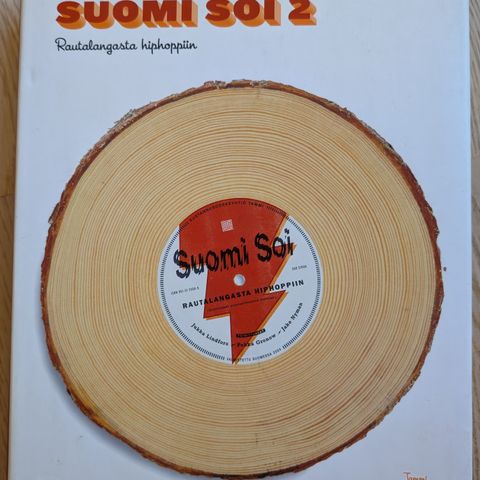 SUOMI SOI 2
Rautalangasta hiphoppiin
Suomi Soi
RAUTALANGASTA HIPHOPPIIN
Jukka Lindfors – Pekka Gronow – Jake Nyman
Tammi